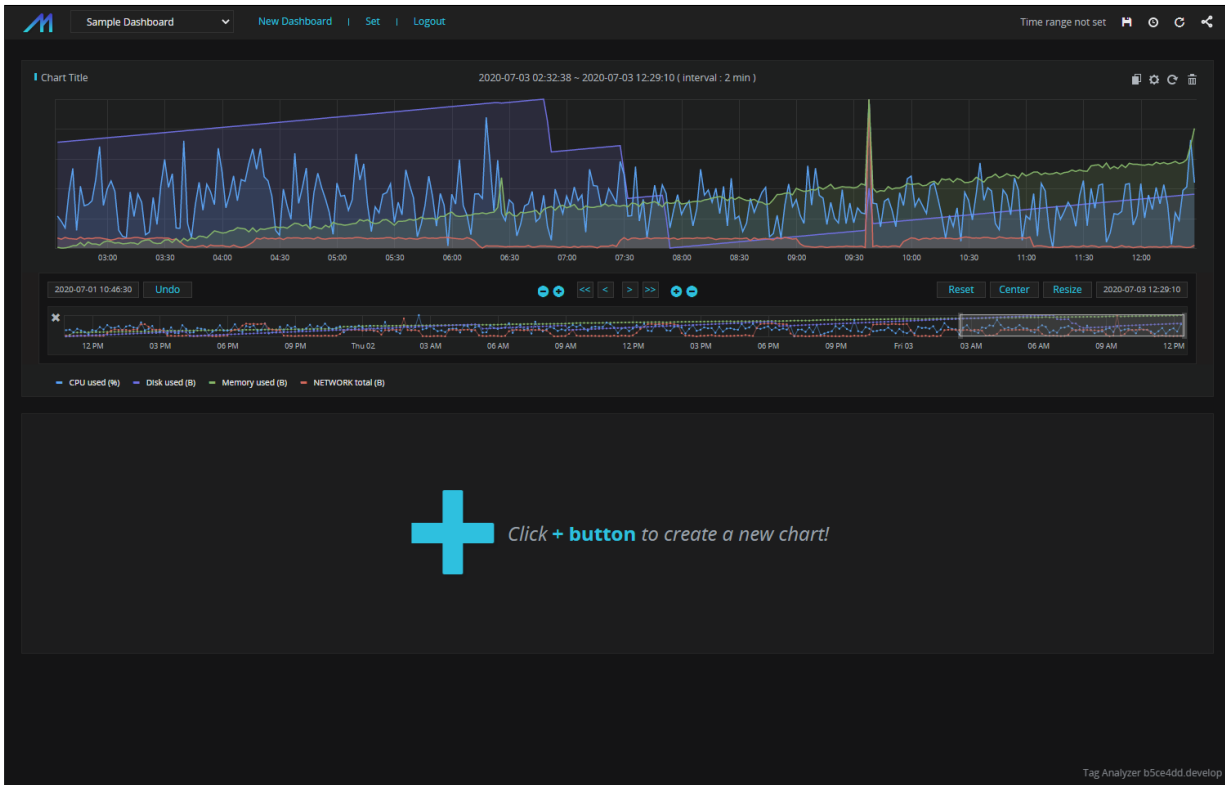 Sample Dashboard New Dashboard | Set | Logout Time range not set
Chart Title 2020-07-03 02:32:38 ~ 2020-07-03 12:29:10 ( interval : 2 min )
03:00 03:30 04:00 04:30 05:00 05:30 06:00 06:30 07:00 07:30 08:00 08:30 09:00 09:30 10:00 10:30 11:00 11:30 12:00
2020-07-01 10:46:30 Undo << < > >> Reset Center Resize 2020-07-03 12:29:10
12 PM 03 PM 06 PM 09 PM Thu 02 03 AM 06 AM 09 AM 12 PM 03 PM 06 PM 09 PM Fri 03 03 AM 06 AM 09 AM 12 PM
CPU used (%) DIsk used (B) Memory used (B) NETWORK total (B)
Click + button to create a new chart!
Tag Analyzer b5ce4dd.develop